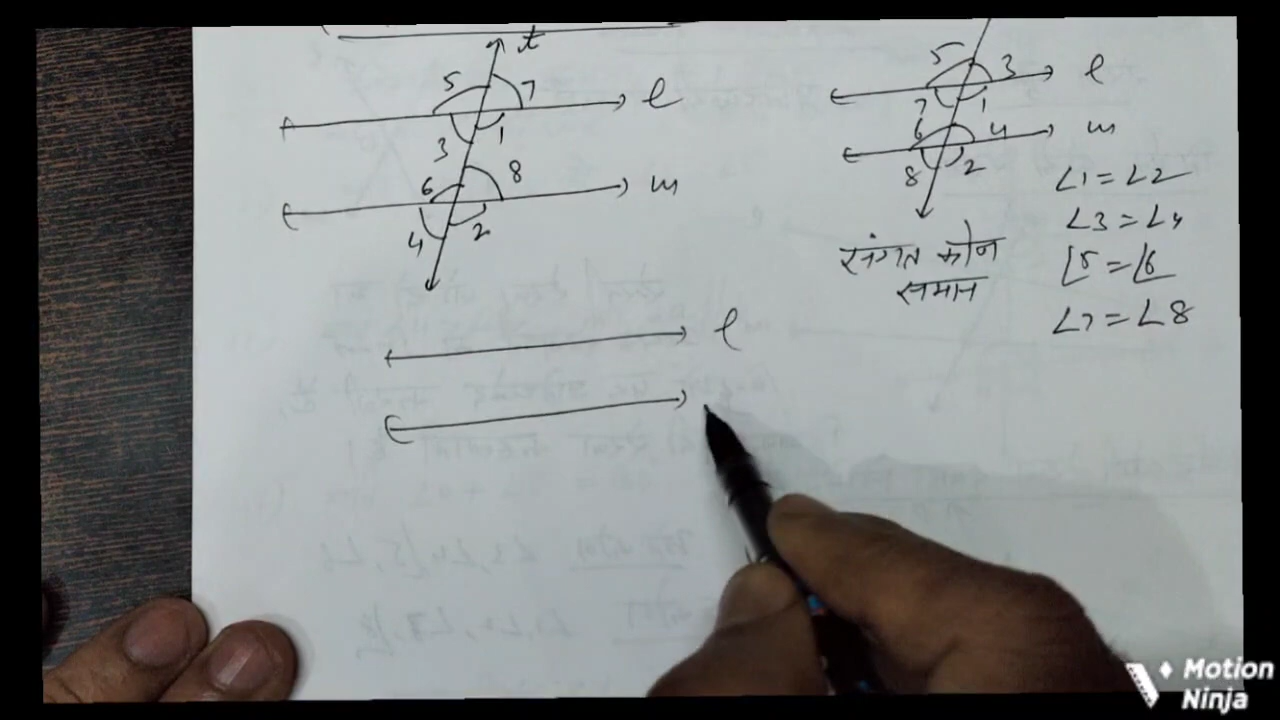 t
5 7
l
3 1
6 8
m
4 2
5 3
l
7 1
6 4
m
8 2
∠1 = ∠2
∠3 = ∠4
∠5 = ∠6
∠7 = ∠8
संगत कोण
समान
l
Motion
Ninja